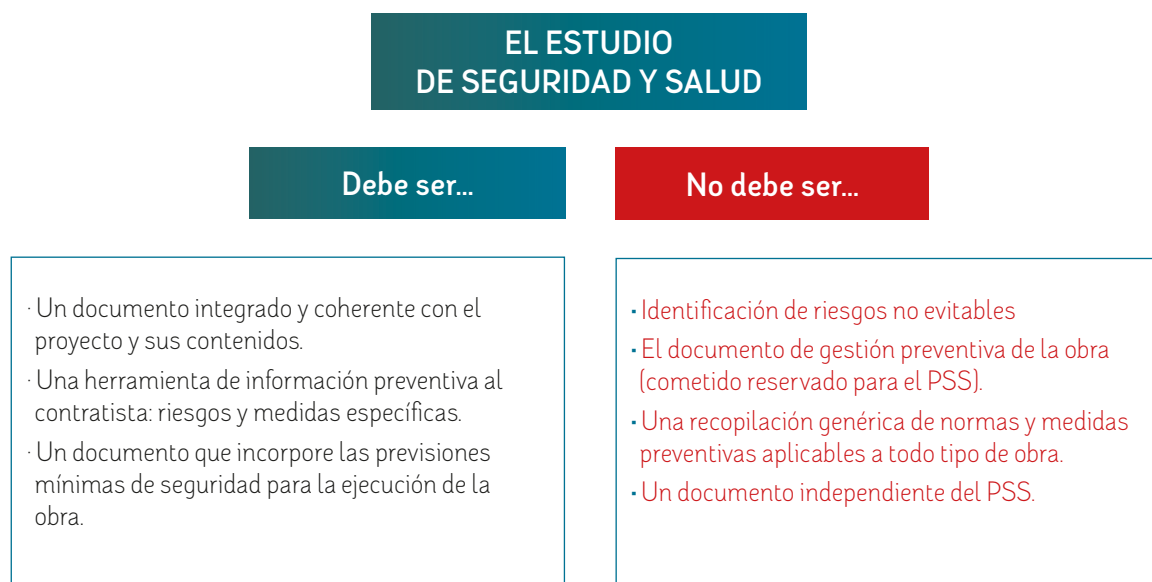 EL ESTUDIO
DE SEGURIDAD Y SALUD
Debe ser...
No debe ser...
· Un documento integrado y coherente con el
proyecto y sus contenidos.
· Una herramienta de información preventiva al
contratista: riesgos y medidas específicas.
· Un documento que incorpore las previsiones
mínimas de seguridad para la ejecución de la
obra.
· Identificación de riesgos no evitables
· El documento de gestión preventiva de la obra
(cometido reservado para el PSS).
· Una recopilación genérica de normas y medidas
preventivas aplicables a todo tipo de obra.
· Un documento independiente del PSS.